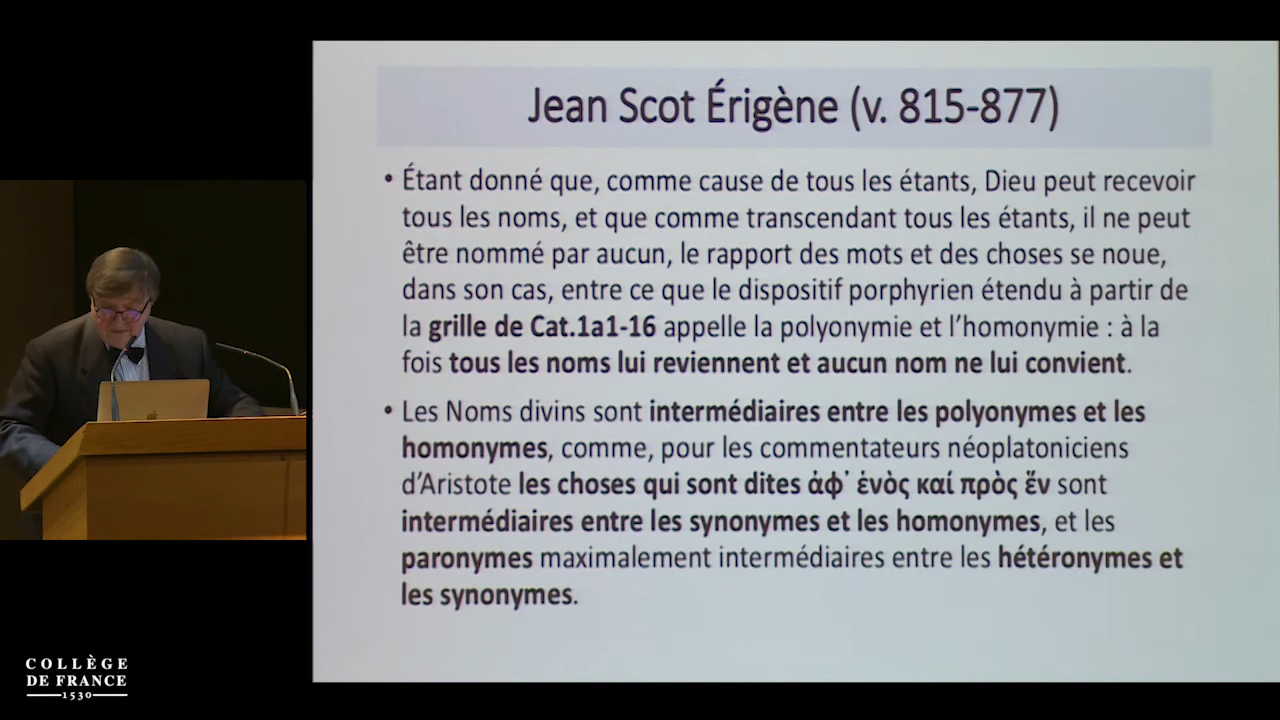 Jean Scot Érigène (v. 815-877)
• Étant donné que, comme cause de tous les étants, Dieu peut recevoir
tous les noms, et que comme transcendant tous les étants, il ne peut
être nommé par aucun, le rapport des mots et des choses se noue,
dans son cas, entre ce que le dispositif porphyrien étendu à partir de
la grille de Cat.1a1-16 appelle la polyonymie et l'homonymie : à la
fois tous les noms lui reviennent et aucun nom ne lui convient.
• Les Noms divins sont intermédiaires entre les polyonymes et les
homonymes, comme, pour les commentateurs néoplatoniciens
d'Aristote les choses qui sont dites ἀφ᾽ ἑνὸς καί πρὸς ἕν sont
intermédiaires entre les synonymes et les homonymes, et les
paronymes maximalement intermédiaires entre les hétéronymes et
les synonymes.
COLLÈGE
DE FRANCE
1530